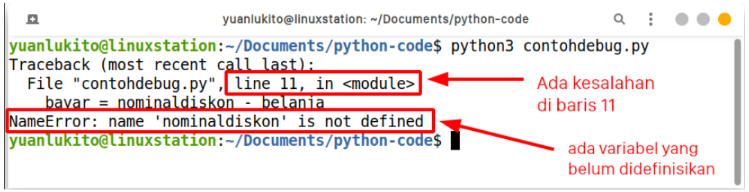 yuanlukito@linuxstation: ~/Documents/python-code
yuanlukito@linuxstation:~/Documents/python-code$ python3 contohdebug.py
Traceback (most recent call last):
File "contohdebug.py", line 11, in <module>
bayar = nominaldiskon - belanja
NameError: name 'nominaldiskon' is not defined
yuanlukito@linuxstation:~/Documents/python-code$
Ada kesalahan
di baris 11
ada variabel yang
belum didefinisikan